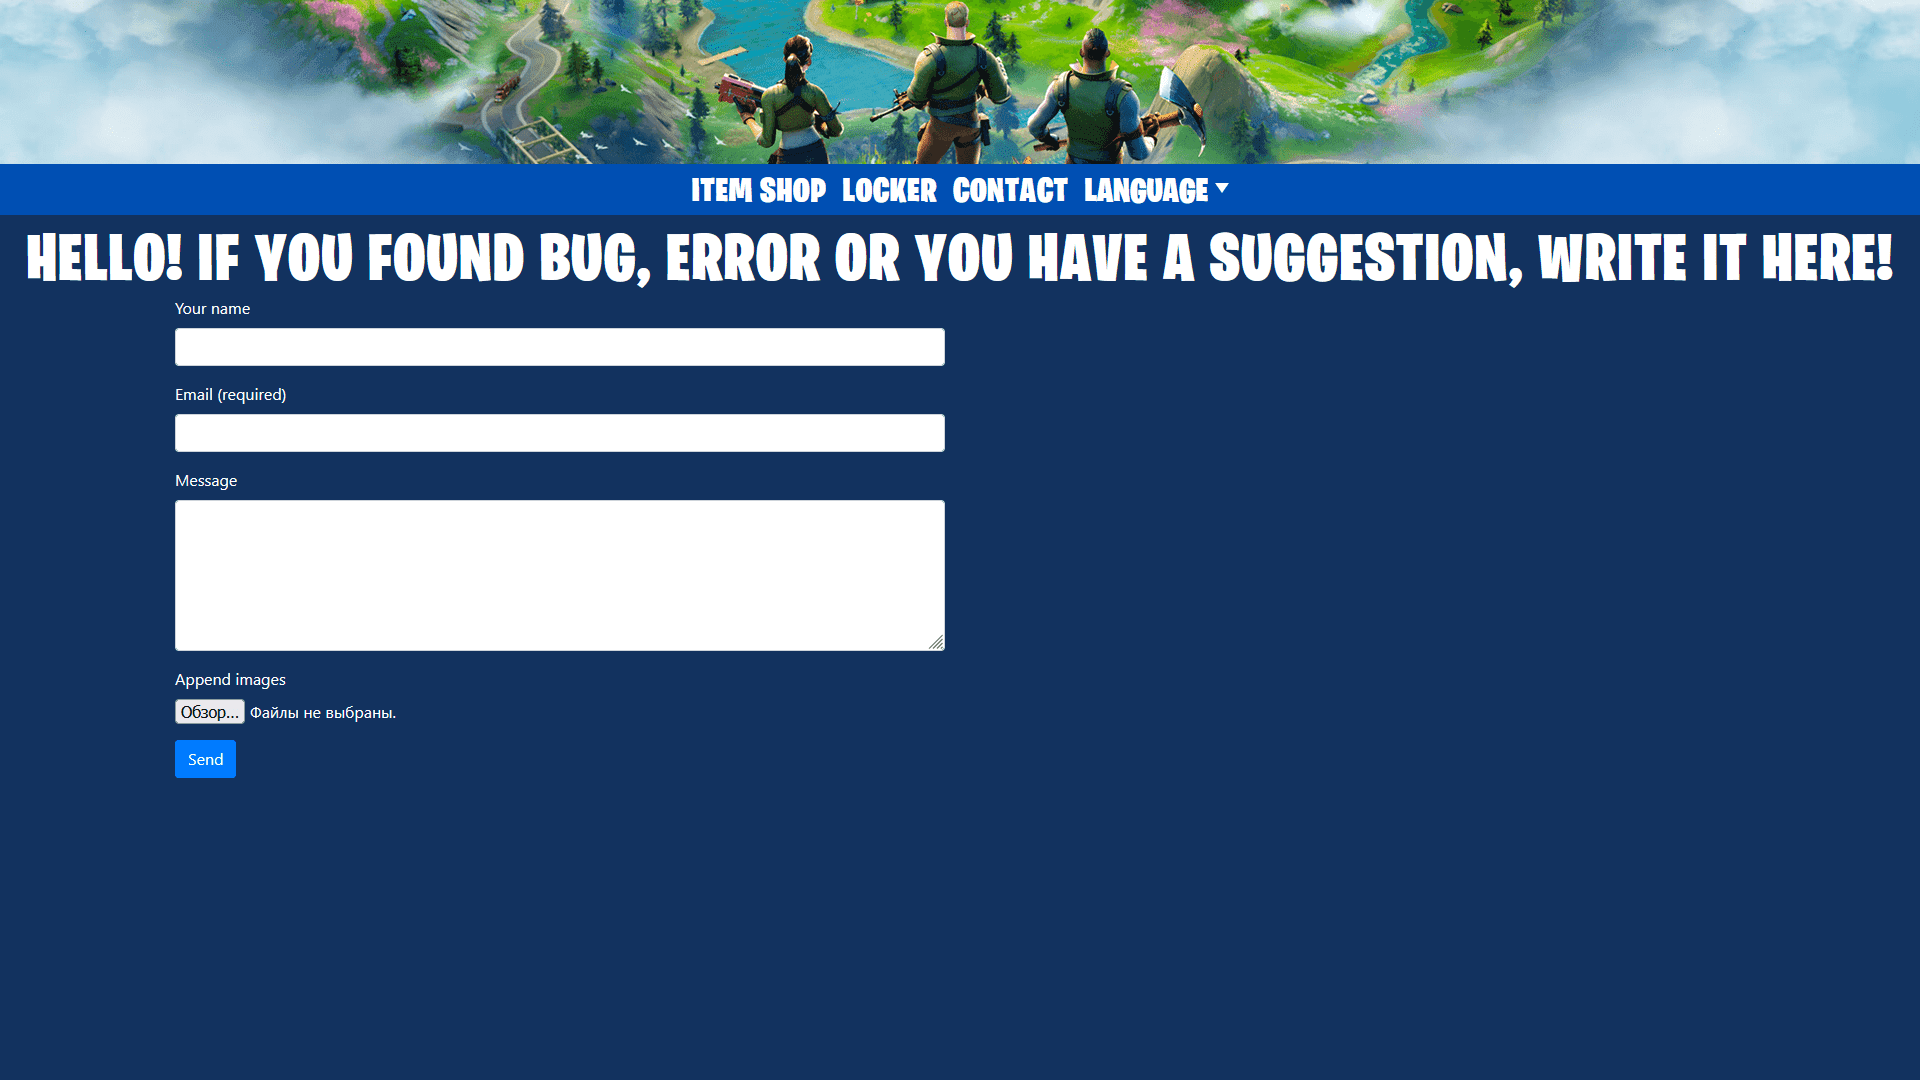 ITEM SHOP LOCKER CONTACT LANGUAGE
HELLO! IF YOU FOUND BUG, ERROR OR YOU HAVE A SUGGESTION, WRITE IT HERE!
Your name
Email (required)
Message
Append images
Обзор... Файлы не выбраны.
Send